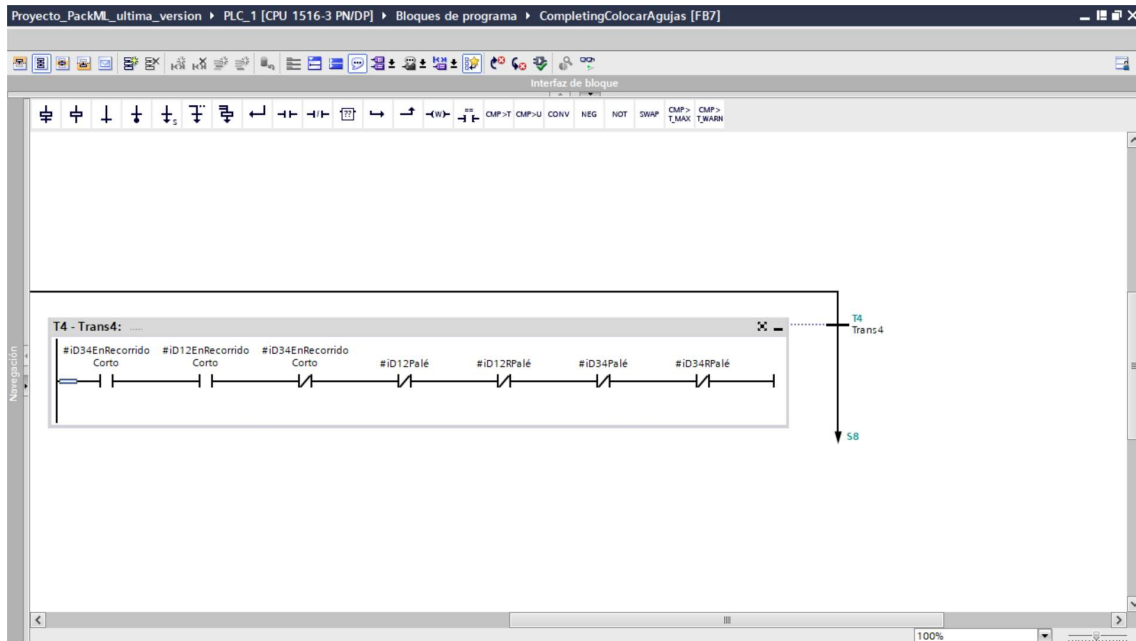 Proyecto_PackML_ultima_version ▸ PLC_1 [CPU 1516-3 PN/DP] ▸ Bloques de programa ▸ CompletingColocarAgujas [FB7]
Interfaz de bloque
CMP>T CMP>U CONV NEG NOT SWAP CMP> T_MAX CMP> T_WARN
T4 - Trans4: .....
T4
Trans4
#iD34EnRecorrido #iD12EnRecorrido #iD34EnRecorrido
Corto Corto Corto #iD12Palé #iD12RPalé #iD34Palé #iD34RPalé
Navegación
S8
100%